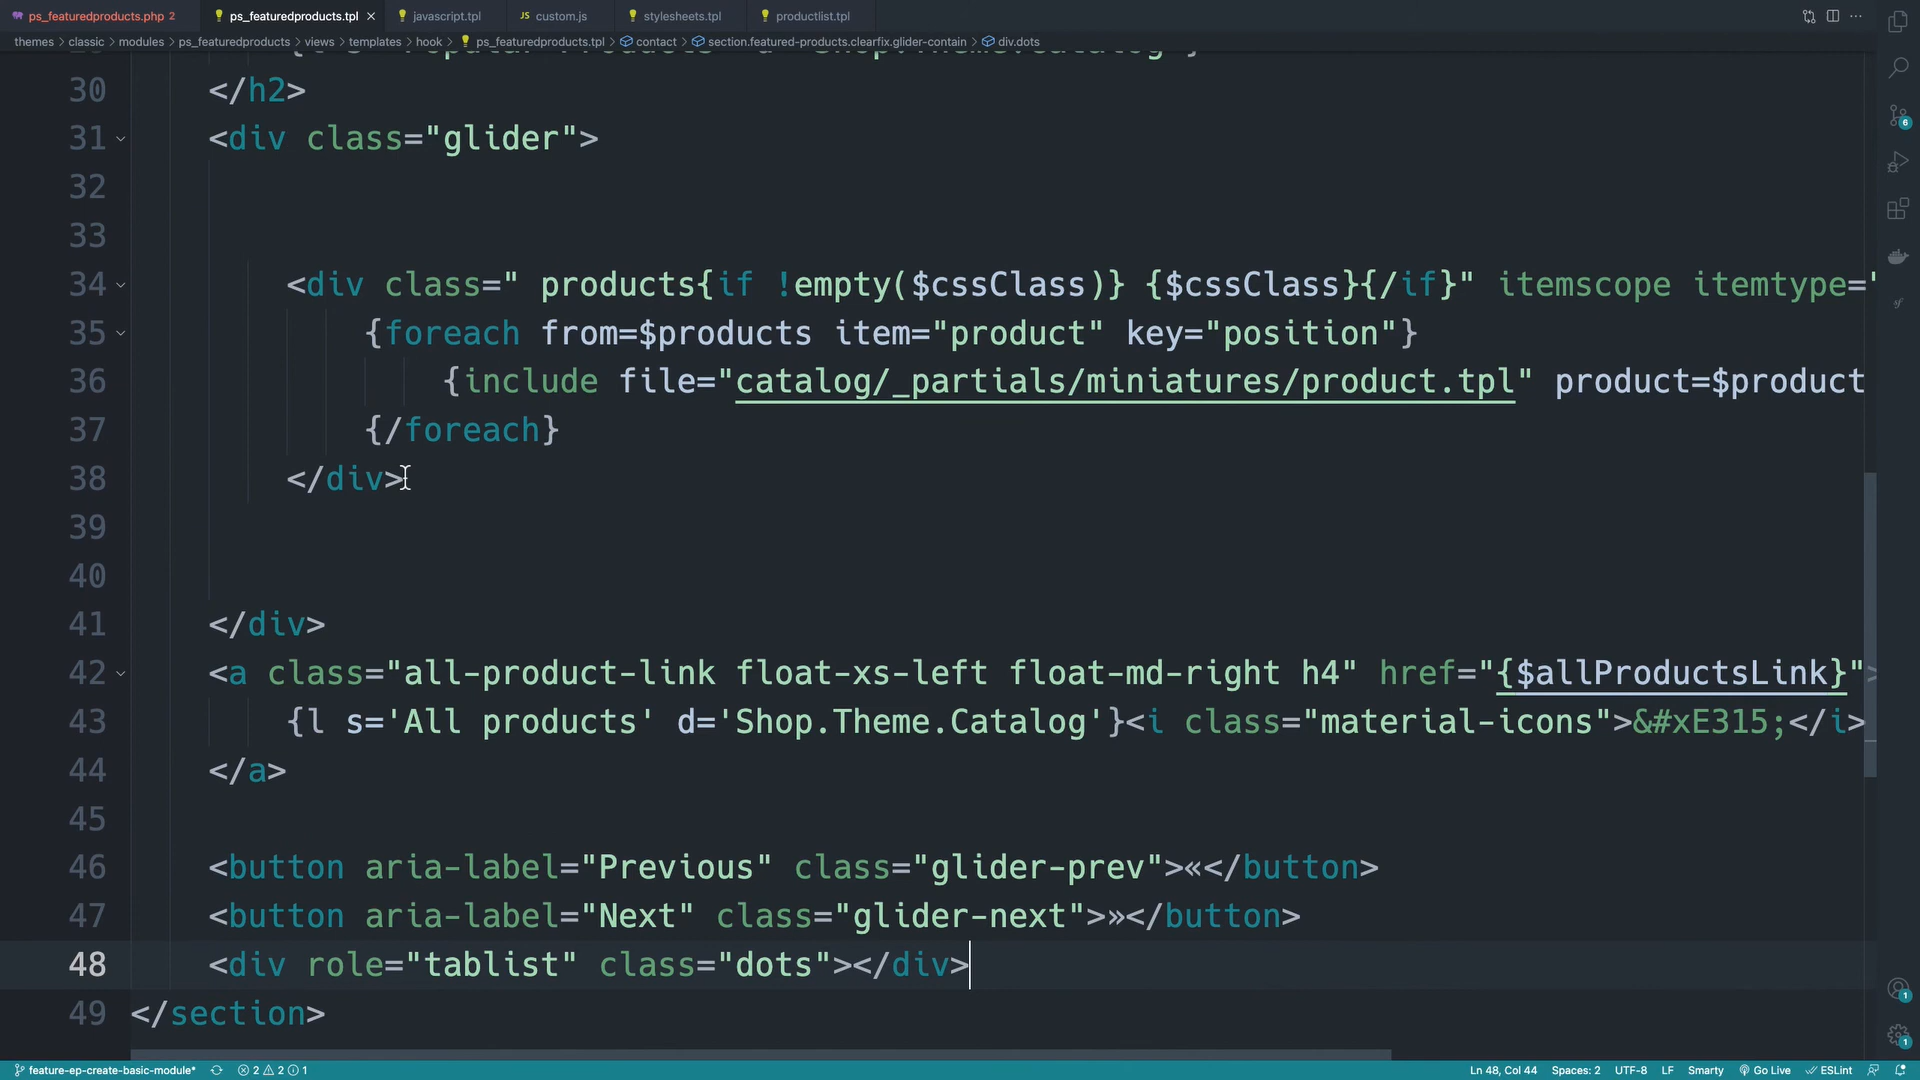 ps_featuredproducts.php 2
ps_featuredproducts.tpl
javascript.tpl
JS custom.js
stylesheets.tpl
productlist.tpl
themes > classic > modules > ps_featuredproducts > views > templates > hook > ps_featuredproducts.tpl > contact > section.featured-products.clearfix.glider-contain > div.dots
30 </h2>
31 <div class="glider">
32
33
34 <div class=" products{if !empty($cssClass)} {$cssClass}{/if}" itemscope itemtype="
35 {foreach from=$products item="product" key="position"}
36 {include file="catalog/_partials/miniatures/product.tpl" product=$product
37 {/foreach}
38 </div>
39
40
41 </div>
42 <a class="all-product-link float-xs-left float-md-right h4" href="{$allProductsLink}">
43 {l s='All products' d='Shop.Theme.Catalog'}<i class="material-icons">&#xE315;</i>
44 </a>
45
46 <button aria-label="Previous" class="glider-prev">«</button>
47 <button aria-label="Next" class="glider-next">»</button>
48 <div role="tablist" class="dots"></div>
49 </section>
6
1
1
feature-ep-create-basic-module* 2 2 1
Ln 48, Col 44 Spaces: 2 UTF-8 LF Smarty Go Live ESLint